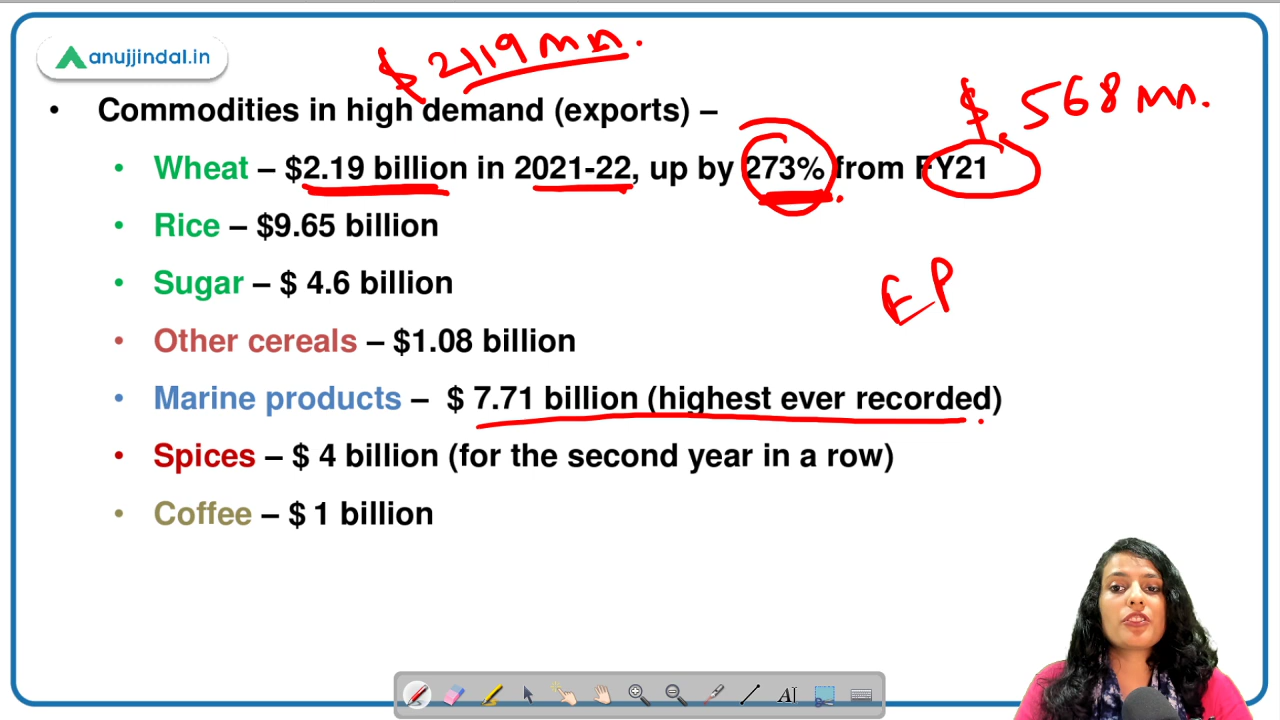 anujjindal.in
$ 2119 mn.
$ 568 mn.
• Commodities in high demand (exports) –
• Wheat – $2.19 billion in 2021-22, up by 273% from FY21
• Rice – $9.65 billion
• Sugar – $ 4.6 billion
EP
• Other cereals – $1.08 billion
• Marine products – $ 7.71 billion (highest ever recorded)
• Spices – $ 4 billion (for the second year in a row)
• Coffee – $ 1 billion
A